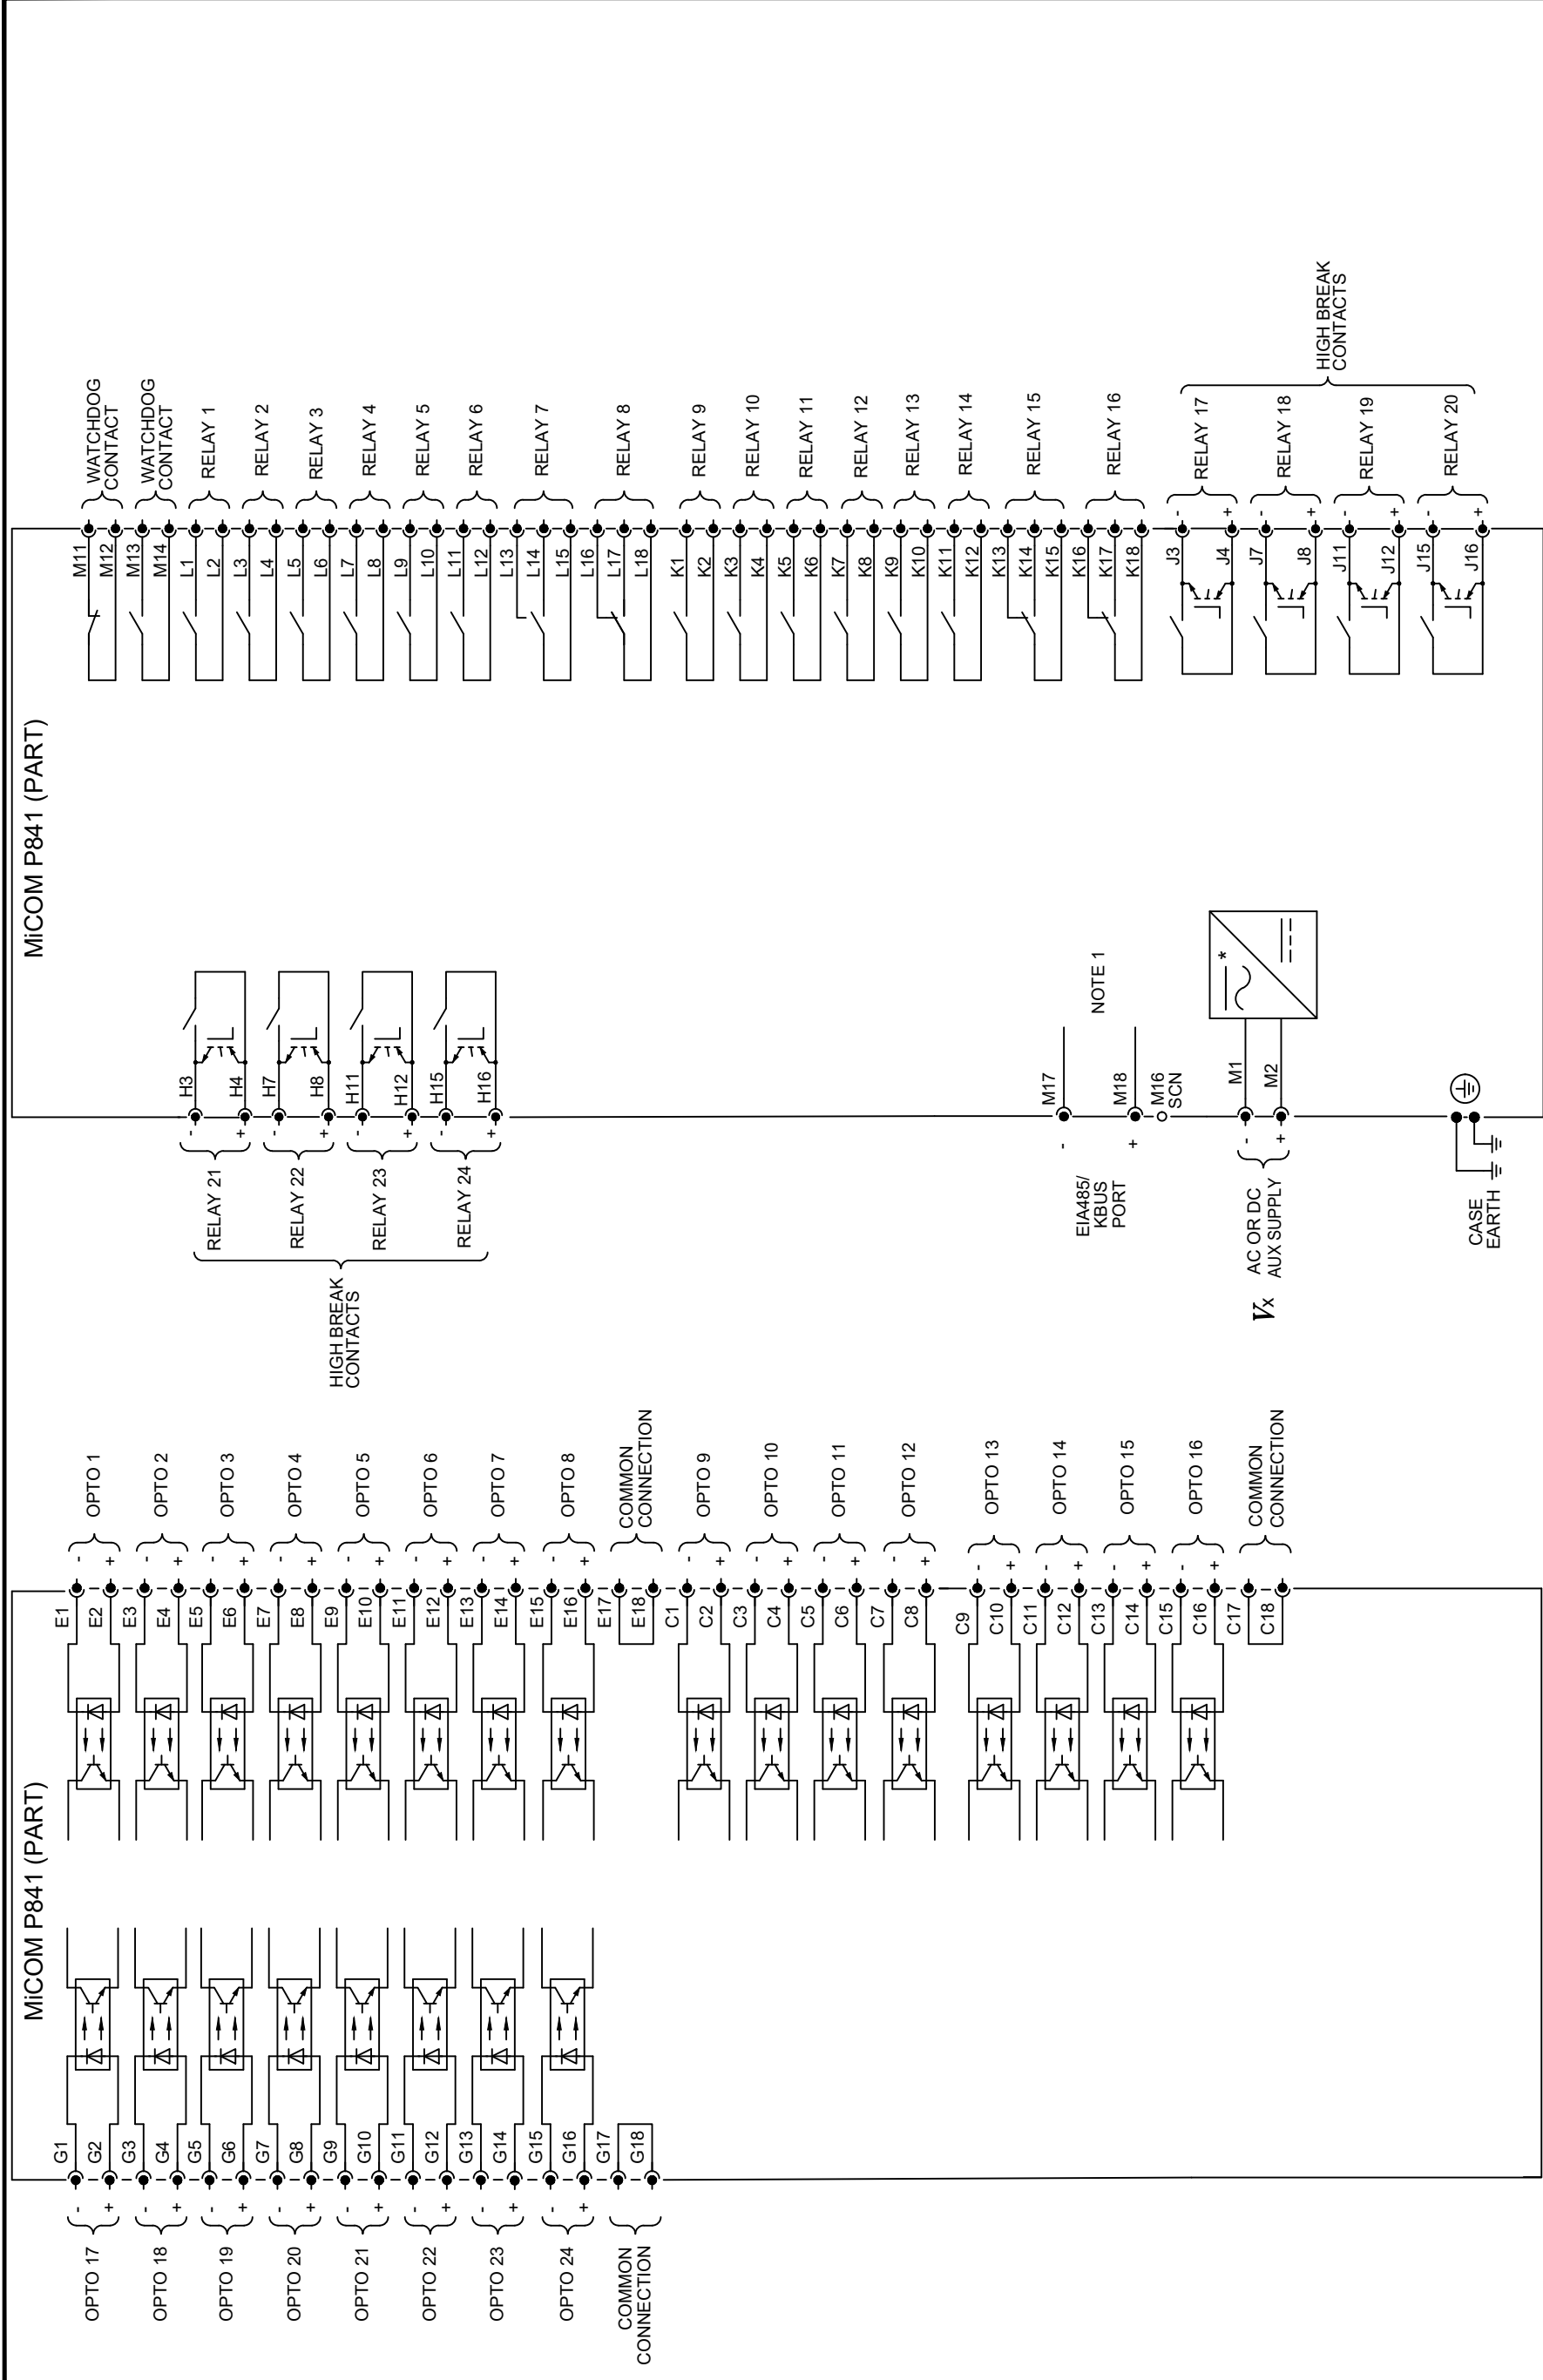 MiCOM P841 (PART)
G1
G2
G3
G4
G5
G6
G7
G8
G9
G10
G11
G12
G13
G14
G15
G16
G17
G18
-
+
-
+
-
+
-
+
-
+
-
+
-
+
-
+
OPTO 17
OPTO 18
OPTO 19
OPTO 20
OPTO 21
OPTO 22
OPTO 23
OPTO 24
COMMON
CONNECTION
E1
E2
E3
E4
E5
E6
E7
E8
E9
E10
E11
E12
E13
E14
E15
E16
E17
E18
C1
C2
C3
C4
C5
C6
C7
C8
C9
C10
C11
C12
C13
C14
C15
C16
C17
C18
-
+
-
+
-
+
-
+
-
+
-
+
-
+
-
+
-
+
-
+
-
+
-
+
-
+
-
+
-
+
-
+
OPTO 1
OPTO 2
OPTO 3
OPTO 4
OPTO 5
OPTO 6
OPTO 7
OPTO 8
COMMON
CONNECTION
OPTO 9
OPTO 10
OPTO 11
OPTO 12
OPTO 13
OPTO 14
OPTO 15
OPTO 16
COMMON
CONNECTION
MiCOM P841 (PART)
HIGH BREAK
CONTACTS
RELAY 21
RELAY 22
RELAY 23
RELAY 24
-
+
-
+
-
+
-
+
H3
H4
H7
H8
H11
H12
H15
H16
EIA485/
KBUS
PORT
-
+
M17
M18
M16
SCN
NOTE 1
Vx
AC OR DC
AUX SUPPLY
-
+
M1
M2
*
CASE
EARTH
M11
M12
M13
M14
L1
L2
L3
L4
L5
L6
L7
L8
L9
L10
L11
L12
L13
L14
L15
L16
L17
L18
K1
K2
K3
K4
K5
K6
K7
K8
K9
K10
K11
K12
K13
K14
K15
K16
K17
K18
J3
J4
J7
J8
J11
J12
J15
J16
-
+
-
+
-
+
-
+
WATCHDOG
CONTACT
WATCHDOG
CONTACT
RELAY 1
RELAY 2
RELAY 3
RELAY 4
RELAY 5
RELAY 6
RELAY 7
RELAY 8
RELAY 9
RELAY 10
RELAY 11
RELAY 12
RELAY 13
RELAY 14
RELAY 15
RELAY 16
RELAY 17
RELAY 18
RELAY 19
RELAY 20
HIGH BREAK
CONTACTS